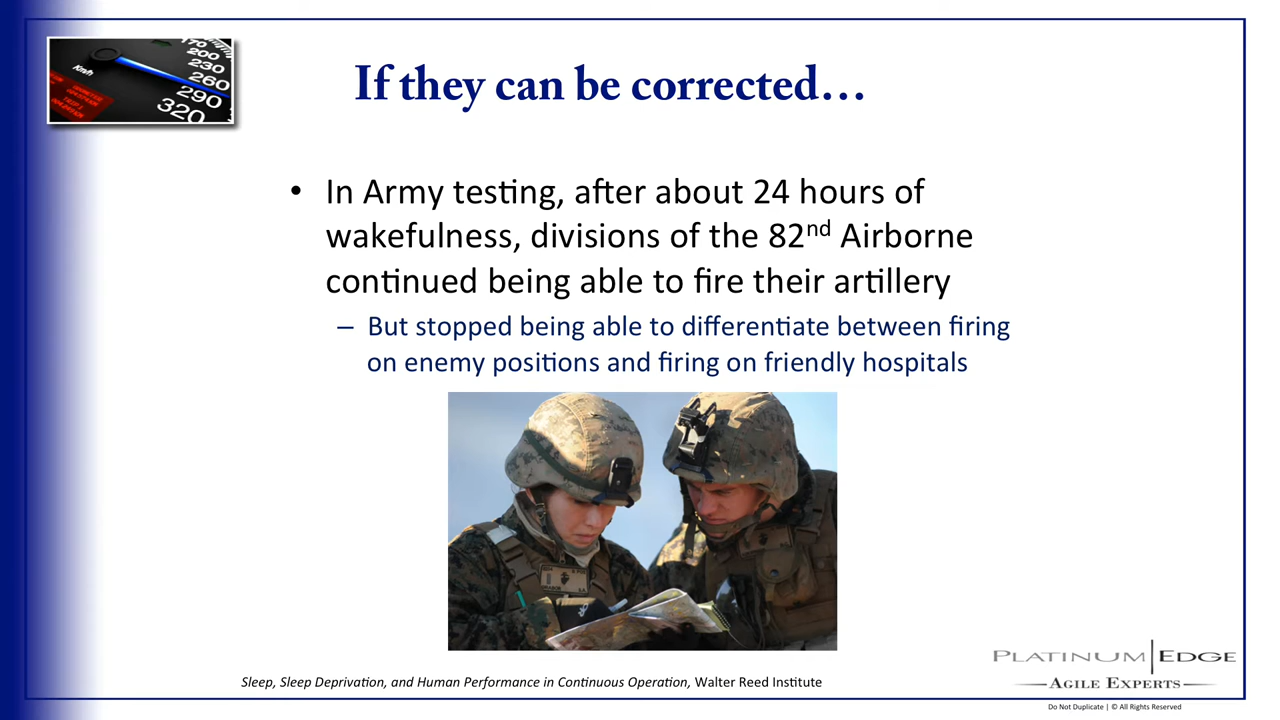 If they can be corrected…
Km/h
170
200
230
260
290
320
• In Army testing, after about 24 hours of
wakefulness, divisions of the 82nd Airborne
continued being able to fire their artillery
– But stopped being able to differentiate between firing
on enemy positions and firing on friendly hospitals
Sleep, Sleep Deprivation, and Human Performance in Continuous Operation, Walter Reed Institute
PLATINUM EDGE
AGILE EXPERTS
Do Not Duplicate | © All Rights Reserved